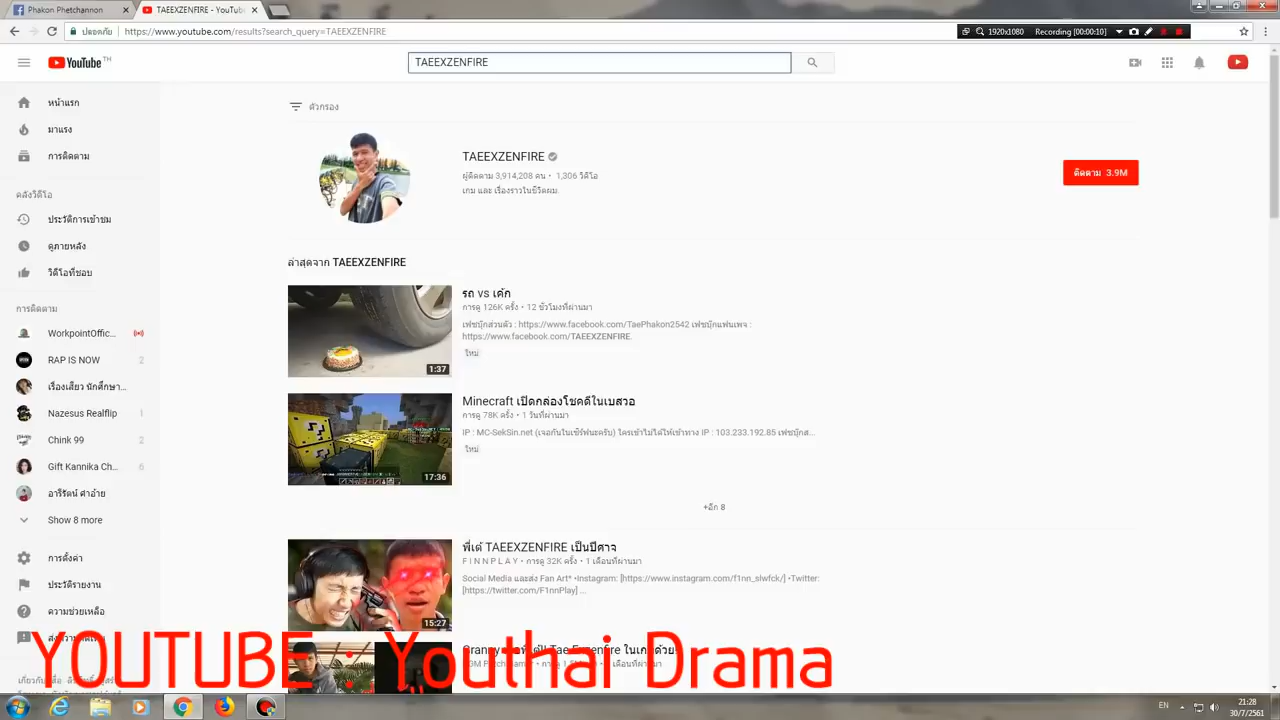 Phakon Phetchannon
TAEEXZENFIRE - YouTube
ปลอดภัย
https://www.youtube.com/results?search_query=TAEEXZENFIRE
1920x1080
Recording [00:00:10]
YouTube TH
TAEEXZENFIRE
หน้าแรก
มาแรง
การติดตาม
คลังวิดีโอ
ประวัติการเข้าชม
ดูภายหลัง
วิดีโอที่ชอบ
การติดตาม
WorkpointOffic...
RAP IS NOW 2
เรื่องเสียว นักศึกษา...
Nazesus Realflip 1
Chink 99 2
Gift Kannika Ch... 6
อารีรัตน์ ค่าอ่าย
Show 8 more
การตั้งค่า
ประวัติรายงาน
ความช่วยเหลือ
ตัวกรอง
TAEEXZENFIRE
ผู้ติดตาม 3,914,208 คน • 1,306 วิดีโอ
เกม และ เรื่องราวในชีวิตผม
ติดตาม 3.9M
ล่าสุดจาก TAEEXZENFIRE
รถ vs เค้ก
การดู 126K ครั้ง • 12 ชั่วโมงที่ผ่านมา
เฟซบุ๊กส่วนตัว : https://www.facebook.com/TaePhakon2542 เฟซบุ๊กแฟนเพจ :
https://www.facebook.com/TAEEXZENFIRE.
ใหม่
1:37
Minecraft เปิดกล่องโชคดีในเบสวอ
การดู 78K ครั้ง • 1 วันที่ผ่านมา
IP : MC-SekSin.net (เจอกันในเซิร์ฟนะครับ) ใครเข้าไม่ได้ให้เข้าทาง IP : 103.233.192.85 เฟซบุ๊กส่...
ใหม่
17:36
+อีก 8
พี่เต้ TAEEXZENFIRE เป็นปีศาจ
F I N N P L A Y • การดู 32K ครั้ง • 1 เดือนที่ผ่านมา
Social Media และส่ง Fan Art* •Instagram: [https://www.instagram.com/f1nn_slwfck/] •Twitter:
[https://twitter.com/F1nnPlay] ...
15:27
YOUTUBE : Youthai Drama
EN
21:28
30/7/2561